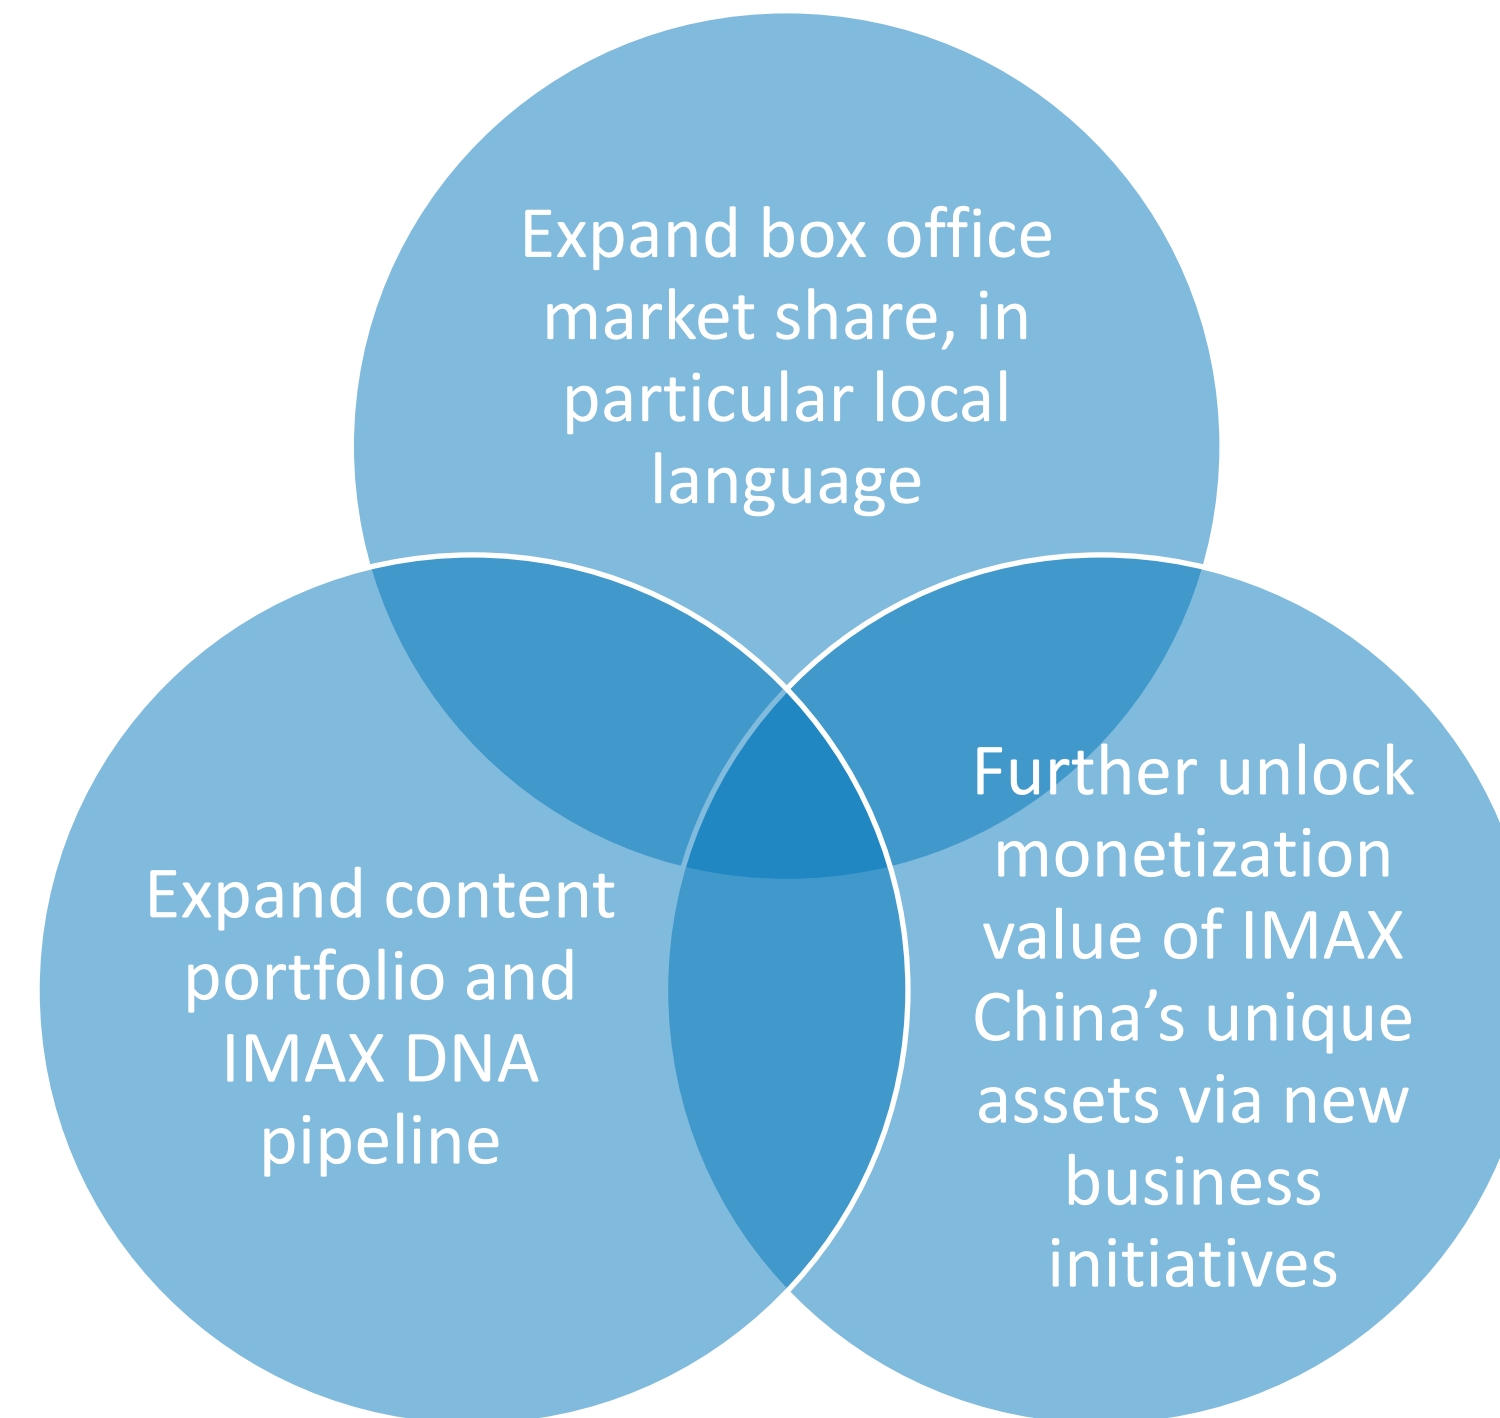 Expand box office
market share, in
particular local
language
Expand content
portfolio and
IMAX DNA
pipeline
Further unlock
monetization
value of IMAX
China’s unique
assets via new
business
initiatives